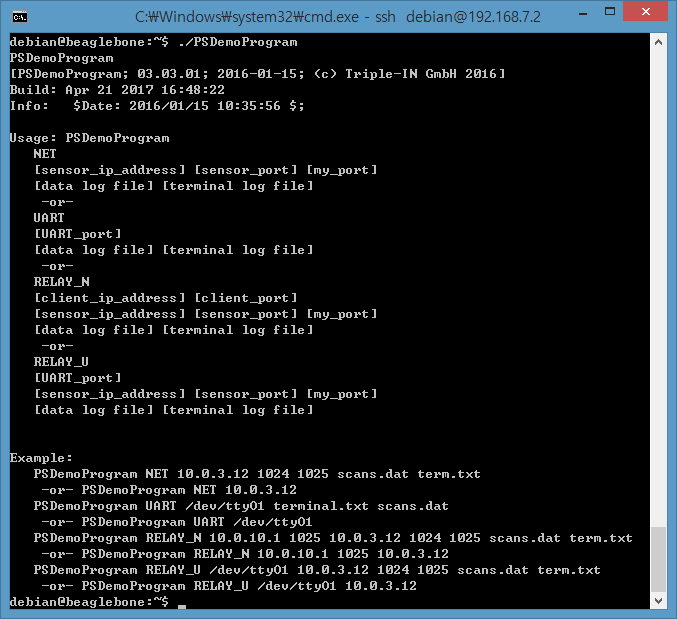 C:₩Windows₩system32₩cmd.exe - ssh  debian@192.168.7.2
debian@beaglebone:~$ ./PSDemoProgram
PSDemoProgram
[PSDemoProgram; 03.03.01; 2016-01-15; (c) Triple-IN GmbH 2016]
Build: Apr 21 2017 16:48:22
Info:   $Date: 2016/01/15 10:35:56 $;
Usage: PSDemoProgram
NET
[sensor_ip_address] [sensor_port] [my_port]
[data log file] [terminal log file]
-or-
UART
[UART_port]
[data log file] [terminal log file]
-or-
RELAY_N
[client_ip_address] [client_port]
[sensor_ip_address] [sensor_port] [my_port]
[data log file] [terminal log file]
-or-
RELAY_U
[UART_port]
[sensor_ip_address] [sensor_port] [my_port]
[data log file] [terminal log file]
Example:
PSDemoProgram NET 10.0.3.12 1024 1025 scans.dat term.txt
-or- PSDemoProgram NET 10.0.3.12
PSDemoProgram UART /dev/ttyO1 terminal.txt scans.dat
-or- PSDemoProgram UART /dev/ttyO1
PSDemoProgram RELAY_N 10.0.10.1 1025 10.0.3.12 1024 1025 scans.dat term.txt
-or- PSDemoProgram RELAY_N 10.0.10.1 1025 10.0.3.12
PSDemoProgram RELAY_U /dev/ttyO1 10.0.3.12 1024 1025 scans.dat term.txt
-or- PSDemoProgram RELAY_U /dev/ttyO1 10.0.3.12
debian@beaglebone:~$